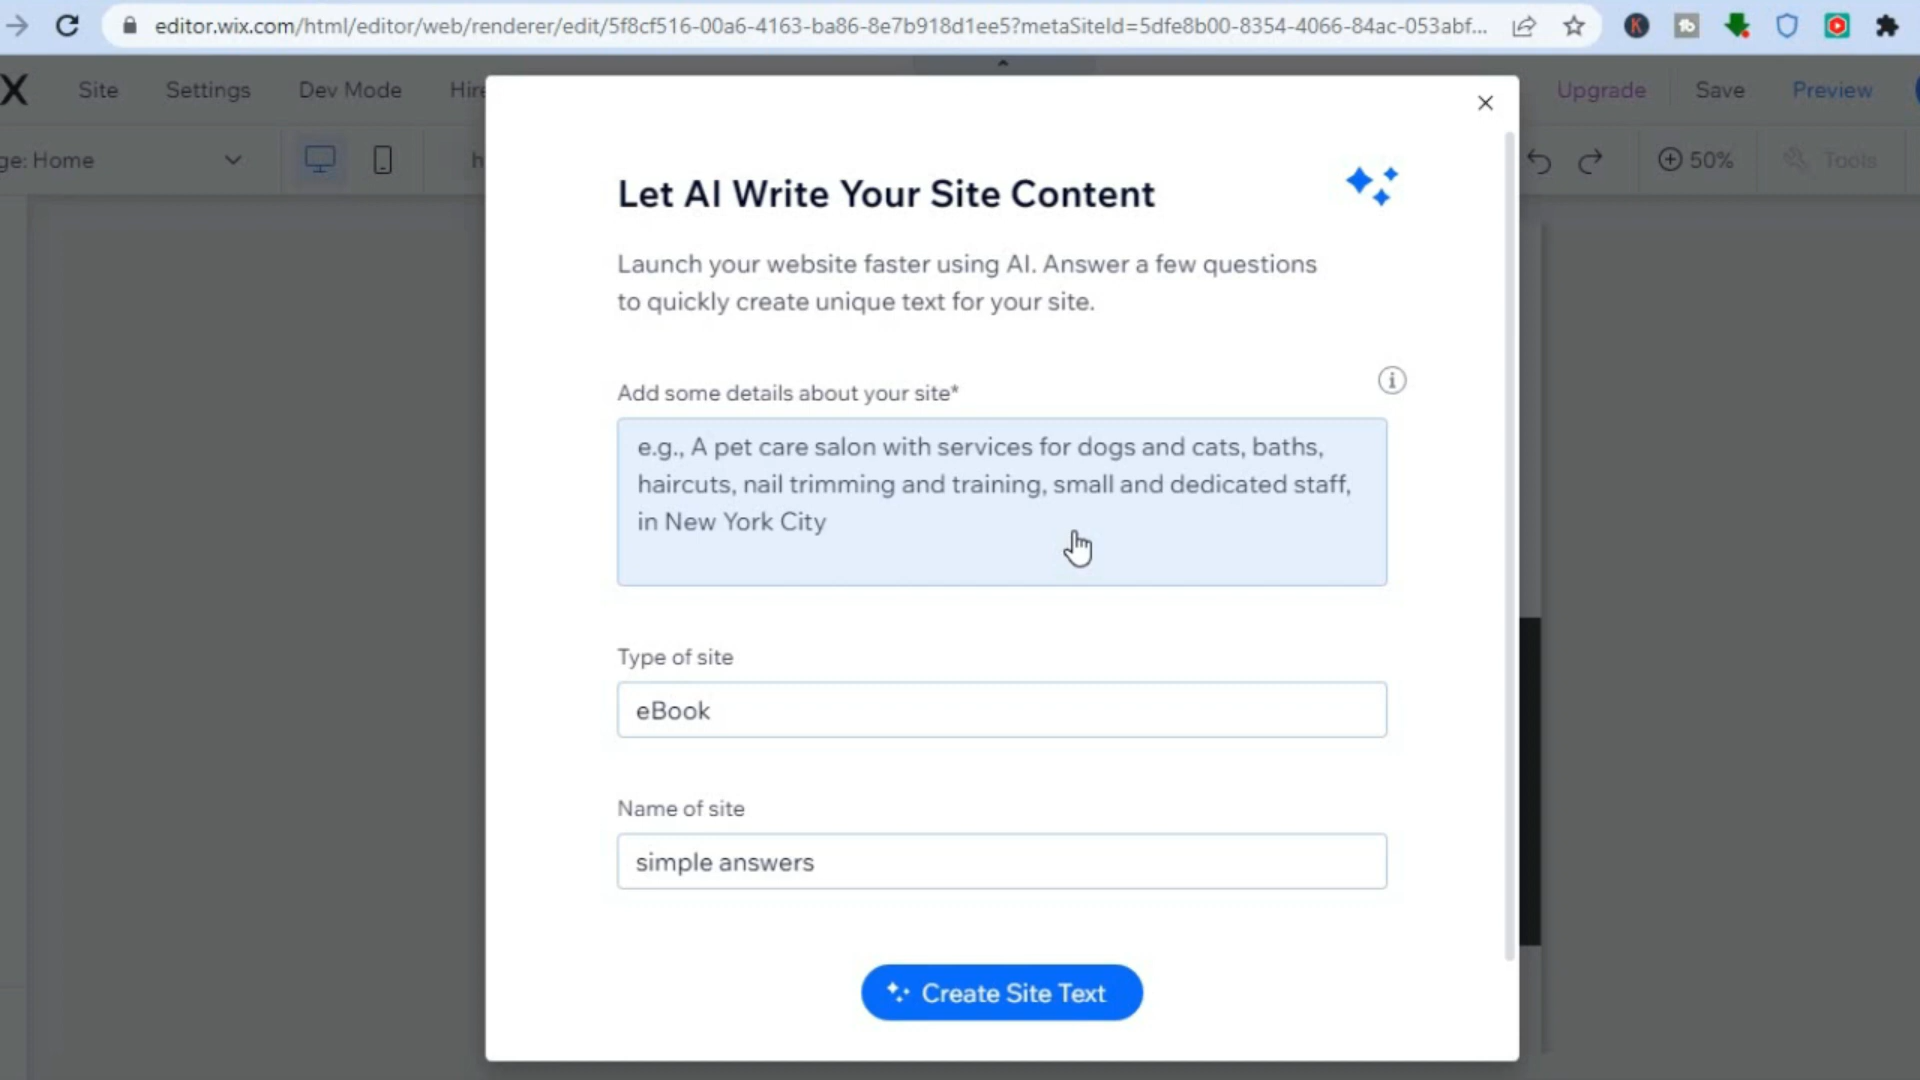 editor.wix.com/html/editor/web/renderer/edit/5f8cf516-00a6-4163-ba86-8e7b918d1ee5?metaSiteId=5dfe8b00-8354-4066-84ac-053abf...
X Site Settings Dev Mode Hire Upgrade Save Preview
ge: Home 50% Tools
Let AI Write Your Site Content
Launch your website faster using AI. Answer a few questions
to quickly create unique text for your site.
Add some details about your site*
e.g., A pet care salon with services for dogs and cats, baths,
haircuts, nail trimming and training, small and dedicated staff,
in New York City
Type of site
eBook
Name of site
simple answers
Create Site Text